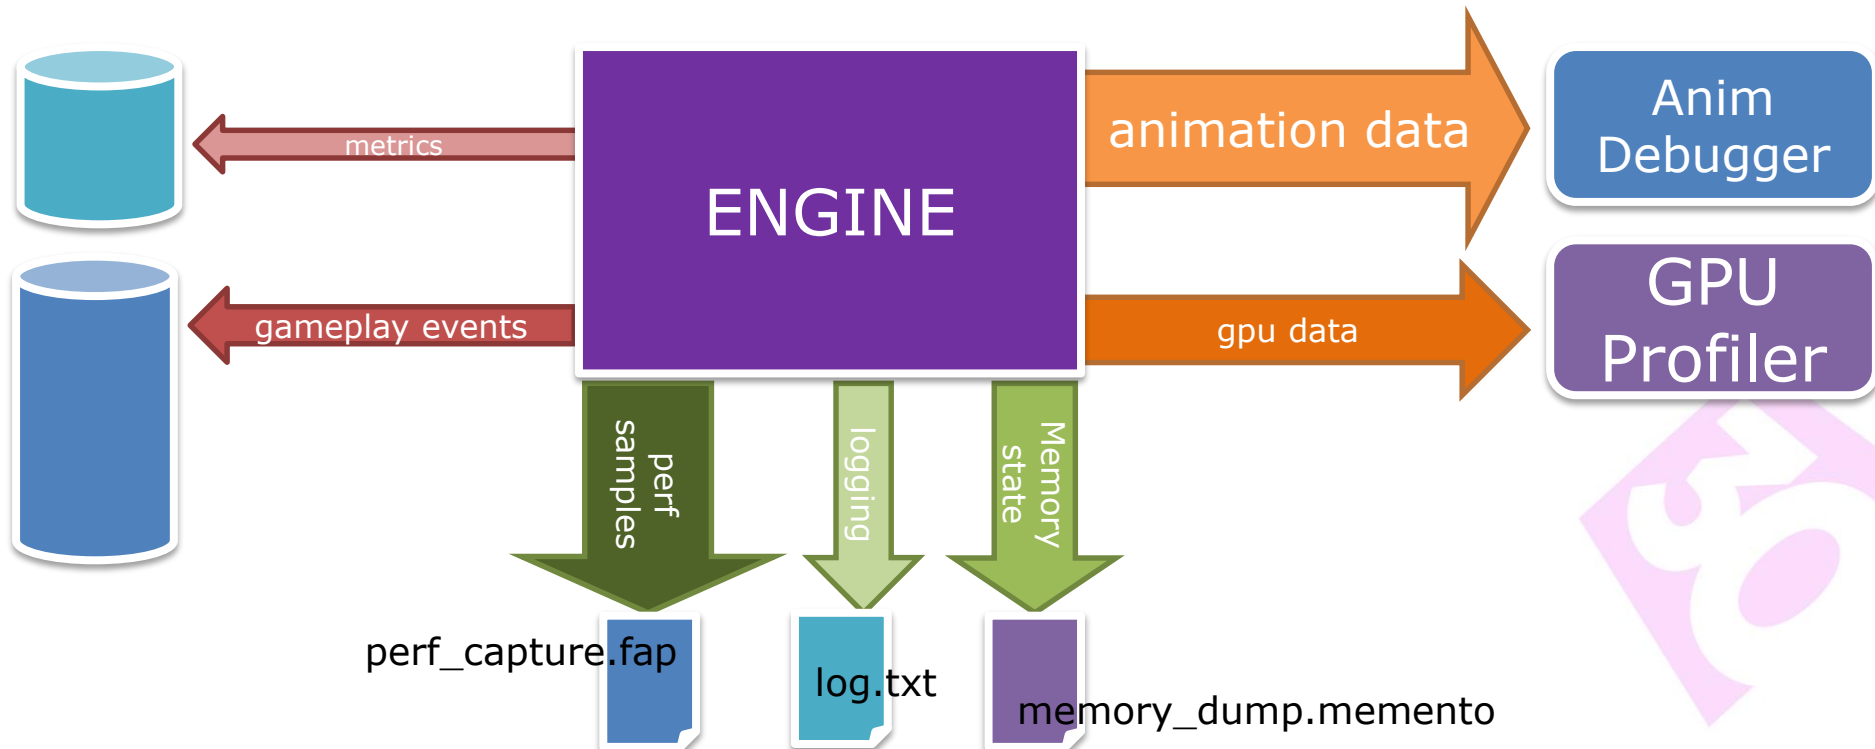 metrics
gameplay events
ENGINE
animation data
Anim
Debugger
gpu data
GPU
Profiler
perf
samples
logging
Memory
state
perf_capture.fap
log.txt
memory_dump.memento